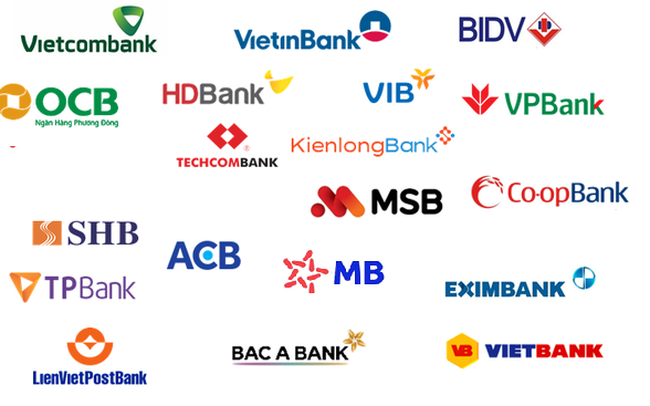 Vietcombank
VietinBank
BIDV
OCB
Ngân Hàng Phương Đông
HDBank
VIB
VPBank
TECHCOMBANK
®
KienlongBank
MSB
Co-opBank
SHB
ACB
MB
TPBank
EXIMBANK
LienVietPostBank
BAC A BANK
VB VIETBANK